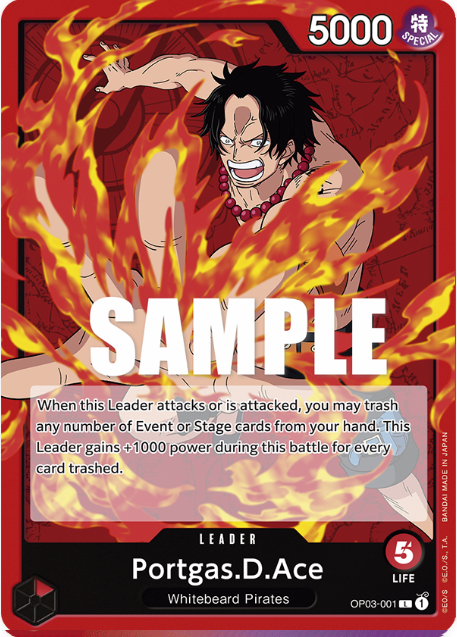 5000
特
SPECIAL
SAMPLE
When this Leader attacks or is attacked, you may trash
any number of Event or Stage cards from your hand. This
Leader gains +1000 power during this battle for every
card trashed.
LEADER
Portgas.D.Ace
Whitebeard Pirates
5
LIFE
OP03-001 L 1
©E.O/S ©E.O./S., T.A. BANDAI MADE IN JAPAN